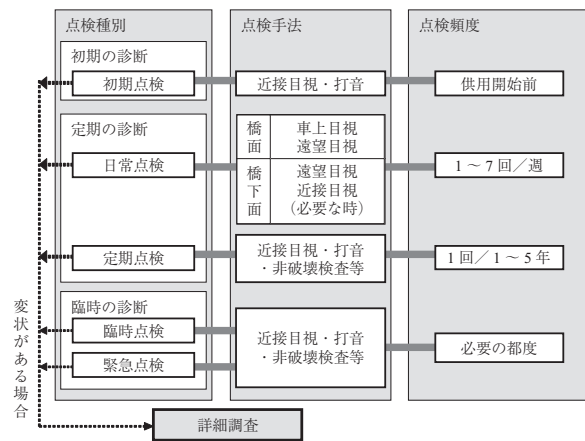 点検種別
点検手法
点検頻度
初期の診断
初期点検
近接目視・打音
供用開始前
定期の診断
日常点検
橋面
車上目視
遠望目視
橋下面
遠望目視
近接目視
(必要な時)
1～7回／週
定期点検
近接目視・打音
・非破壊検査等
1回／1～5年
臨時の診断
臨時点検
緊急点検
近接目視・打音
・非破壊検査等
必要の都度
変状がある場合
詳細調査